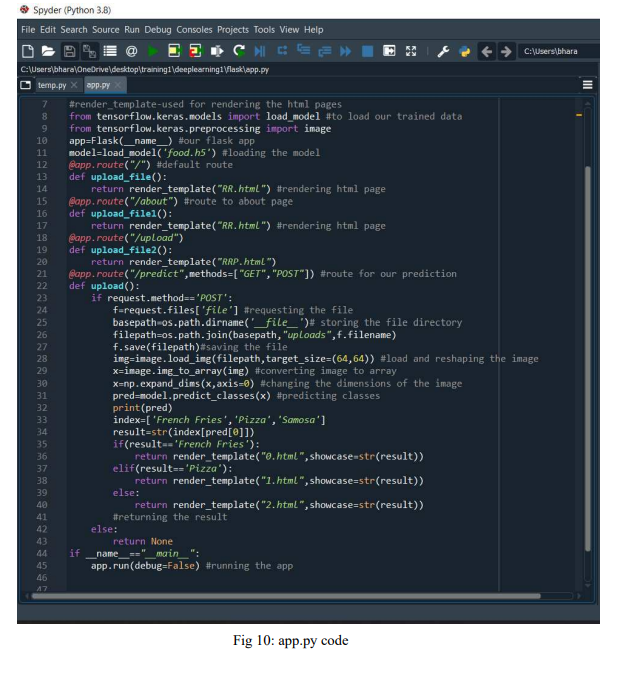 Spyder (Python 3.8)
File Edit Search Source Run Debug Consoles Projects Tools View Help
C:\Users\bhara
C:\Users\bhara\OneDrive\desktop\training1\deeplearning1\flask\app.py
temp.py app.py
7 #render_template-used for rendering the html pages
8 from tensorflow.keras.models import load_model #to load our trained data
9 from tensorflow.keras.preprocessing import image
10 app=Flask(__name__) #our flask app
11 model=load_model('food.h5') #loading the model
12 @app.route("/") #default route
13 def upload_file():
14 return render_template("RR.html") #rendering html page
15 @app.route("/about") #route to about page
16 def upload_file1():
17 return render_template("RR.html") #rendering html page
18 @app.route("/upload")
19 def upload_file2():
20 return render_template("RRP.html")
21 @app.route("/predict",methods=["GET","POST"]) #route for our prediction
22 def upload():
23 if request.method=='POST':
24 f=request.files['file'] #requesting the file
25 basepath=os.path.dirname('__file__')# storing the file directory
26 filepath=os.path.join(basepath,"uploads",f.filename)
27 f.save(filepath)#saving the file
28 img=image.load_img(filepath,target_size=(64,64)) #load and reshaping the image
29 x=image.img_to_array(img) #converting image to array
30 x=np.expand_dims(x,axis=0) #changing the dimensions of the image
31 pred=model.predict_classes(x) #predicting classes
32 print(pred)
33 index=['French Fries','Pizza','Samosa']
34 result=str(index[pred[0]])
35 if(result=='French Fries'):
36 return render_template("0.html",showcase=str(result))
37 elif(result=='Pizza'):
38 return render_template("1.html",showcase=str(result))
39 else:
40 return render_template("2.html",showcase=str(result))
41 #returning the result
42 else:
43 return None
44 if __name__=="__main__":
45 app.run(debug=False) #running the app
46
47
Fig 10: app.py code